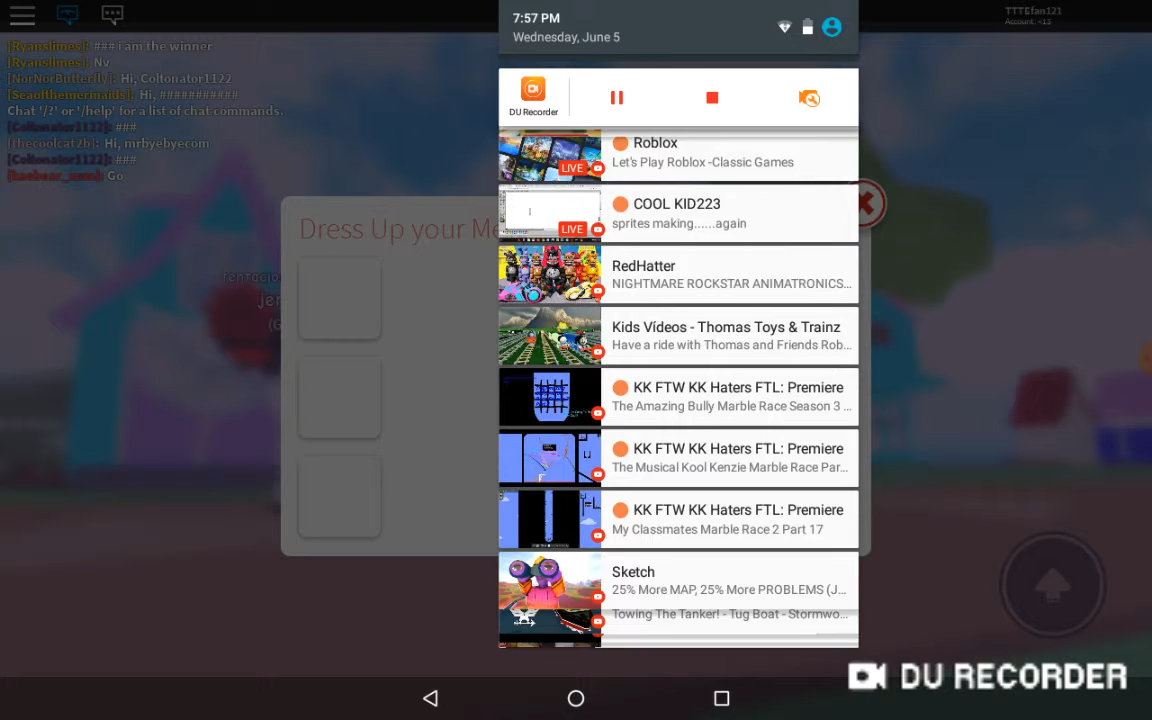 7:57 PM
Wednesday, June 5
TTTEfan121
Account: <13
[Ryanslimes]: ### i am the winner
[Ryanslimes]: Nv
[NorNorButterfly]: Hi, Coltonator1122
[Seaofthemermaids]: Hi, ###########
Chat '/?' or '/help' for a list of chat commands.
[Coltonator1122]: ###
[thecoolcat2b]: Hi, mrbyebyecom
[Coltonator1122]: ###
Go
Dress Up your Me
DU Recorder
Roblox
Let's Play Roblox -Classic Games
LIVE
COOL KID223
sprites making......again
LIVE
RedHatter
NIGHTMARE ROCKSTAR ANIMATRONICS...
Kids Vídeos - Thomas Toys & Trainz
Have a ride with Thomas and Friends Rob...
KK FTW KK Haters FTL: Premiere
The Amazing Bully Marble Race Season 3 ...
KK FTW KK Haters FTL: Premiere
The Musical Kool Kenzie Marble Race Par...
KK FTW KK Haters FTL: Premiere
My Classmates Marble Race 2 Part 17
Sketch
25% More MAP, 25% More PROBLEMS (J...
Towing The Tanker! - Tug Boat - Stormwo...
DU RECORDER